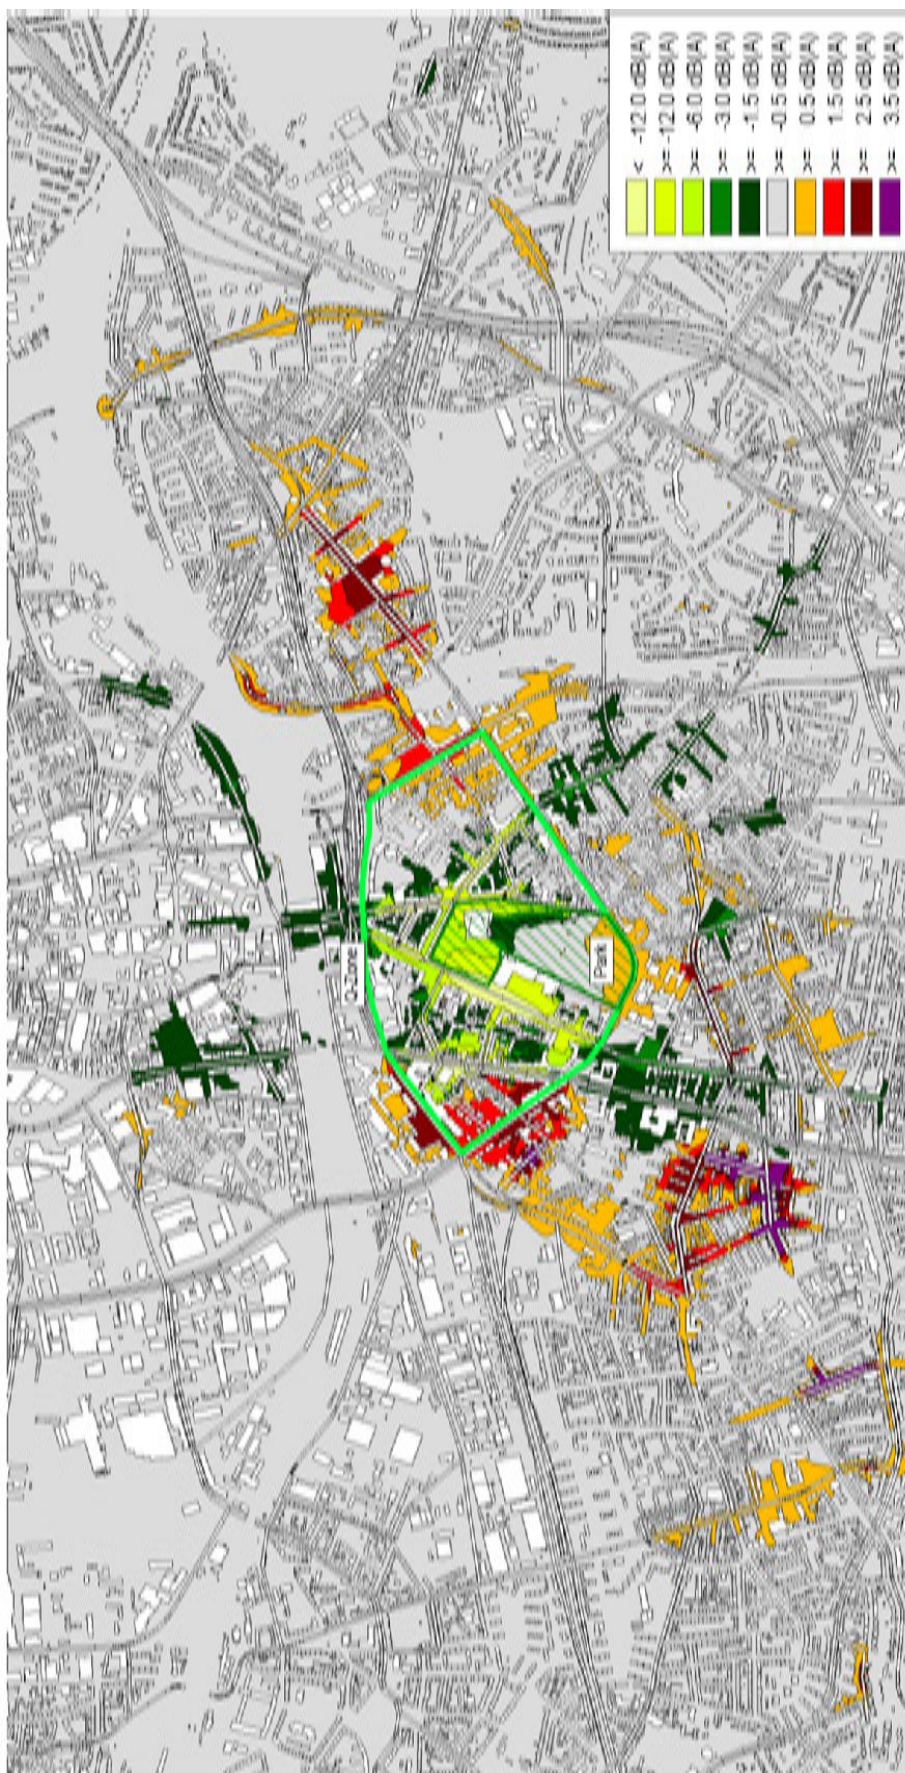 < -12.0 dB(A)
>= -12.0 dB(A)
>= -6.0 dB(A)
>= -3.0 dB(A)
>= -1.5 dB(A)
>= -0.5 dB(A)
>= 0.5 dB(A)
>= 1.5 dB(A)
>= 2.5 dB(A)
>= 3.5 dB(A)
Q-Zone
Park